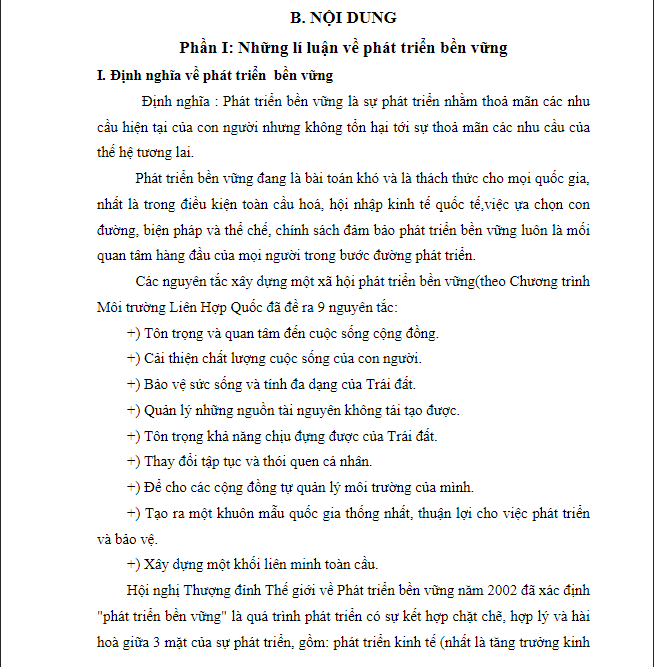 B. NỘI DUNG
Phần I: Những lí luận về phát triển bền vững
I. Định nghĩa về phát triển bền vững
Định nghĩa : Phát triển bền vững là sự phát triển nhằm thoả mãn các nhu
cầu hiện tại của con người nhưng không tổn hại tới sự thoả mãn các nhu cầu của
thế hệ tương lai.
Phát triển bền vững đang là bài toán khó và là thách thức cho mọi quốc gia,
nhất là trong điều kiện toàn cầu hoá, hội nhập kinh tế quốc tế,việc ựa chọn con
đường, biện pháp và thể chế, chính sách đảm bảo phát triển bền vững luôn là mối
quan tâm hàng đầu của mọi người trong bước đường phát triển.
Các nguyên tắc xây dựng một xã hội phát triển bền vững(theo Chương trình
Môi trường Liên Hợp Quốc đã đề ra 9 nguyên tắc:
+) Tôn trọng và quan tâm đến cuộc sống cộng đồng.
+) Cải thiện chất lượng cuộc sống của con người.
+) Bảo vệ sức sống và tính đa dạng của Trái đất.
+) Quản lý những nguồn tài nguyên không tái tạo được.
+) Tôn trọng khả năng chịu đựng được của Trái đất.
+) Thay đổi tập tục và thói quen cá nhân.
+) Để cho các cộng đồng tự quản lý môi trường của mình.
+) Tạo ra một khuôn mẫu quốc gia thống nhất, thuận lợi cho việc phát triển
và bảo vệ.
+) Xây dựng một khối liên minh toàn cầu.
Hội nghị Thượng đỉnh Thế giới về Phát triển bền vững năm 2002 đã xác định
"phát triển bền vững" là quá trình phát triển có sự kết hợp chặt chẽ, hợp lý và hài
hoà giữa 3 mặt của sự phát triển, gồm: phát triển kinh tế (nhất là tăng trưởng kinh